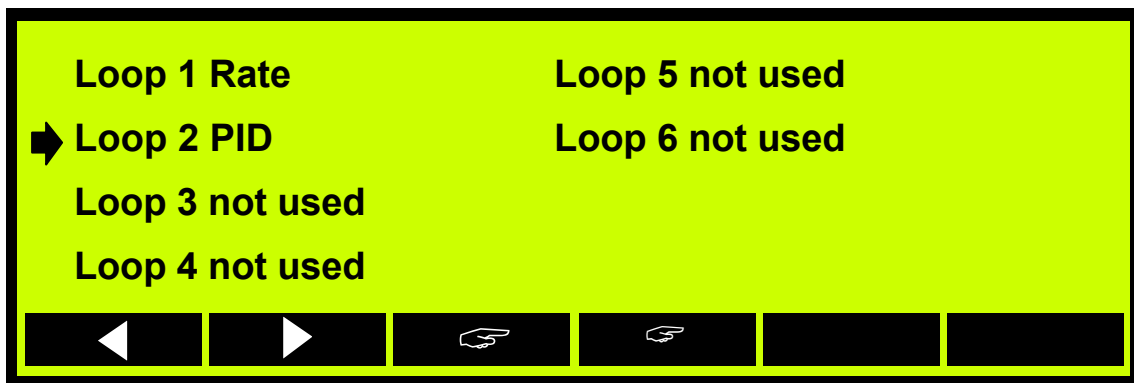 Loop 1 Rate
Loop 2 PID
Loop 3 not used
Loop 4 not used
Loop 5 not used
Loop 6 not used